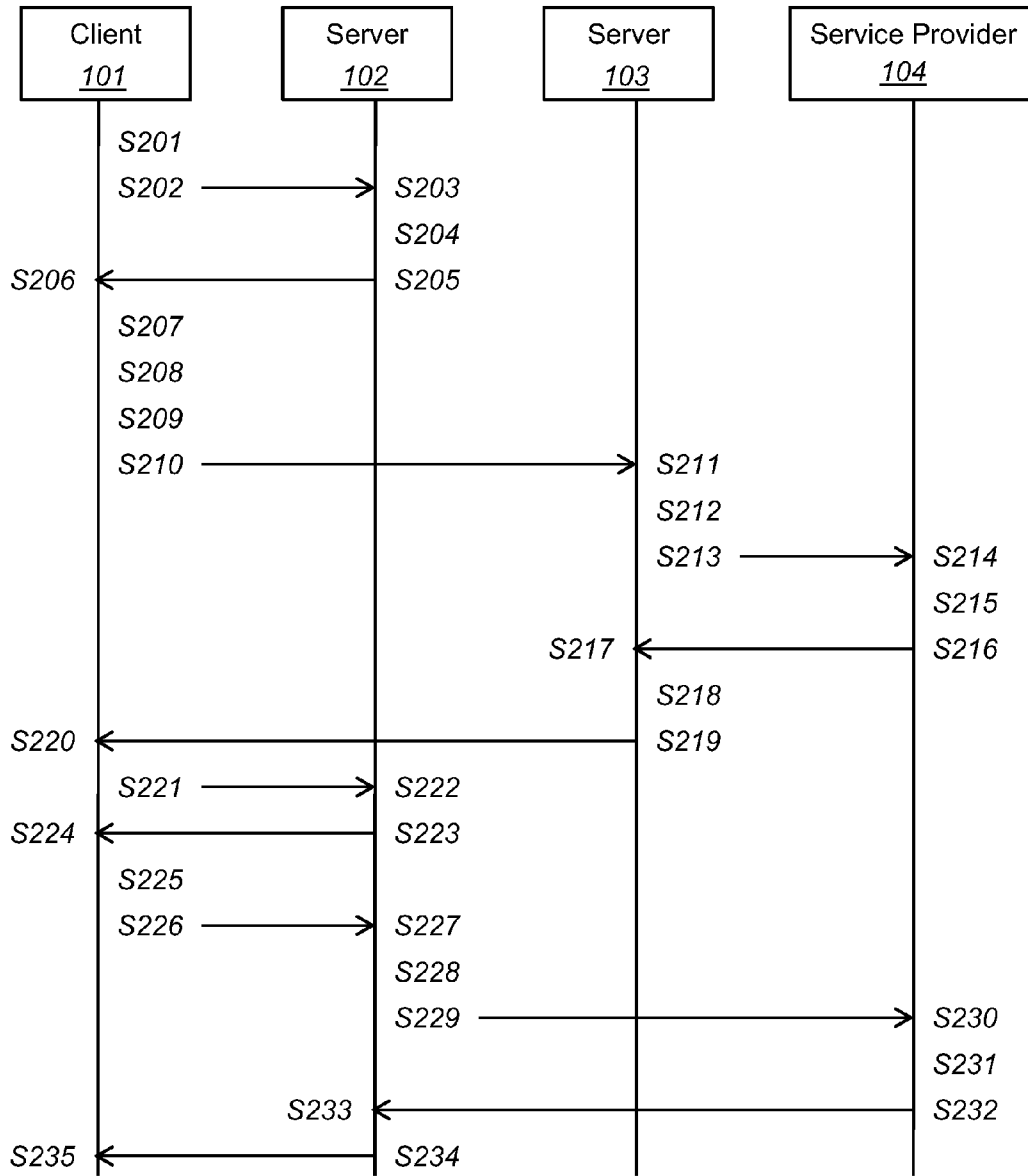 Client
101
Server
102
Server
103
Service Provider
104
S201
S202
S203
S204
S206
S205
S207
S208
S209
S210
S211
S212
S213
S214
S215
S217
S216
S218
S220
S219
S221
S222
S224
S223
S225
S226
S227
S228
S229
S230
S231
S233
S232
S235
S234